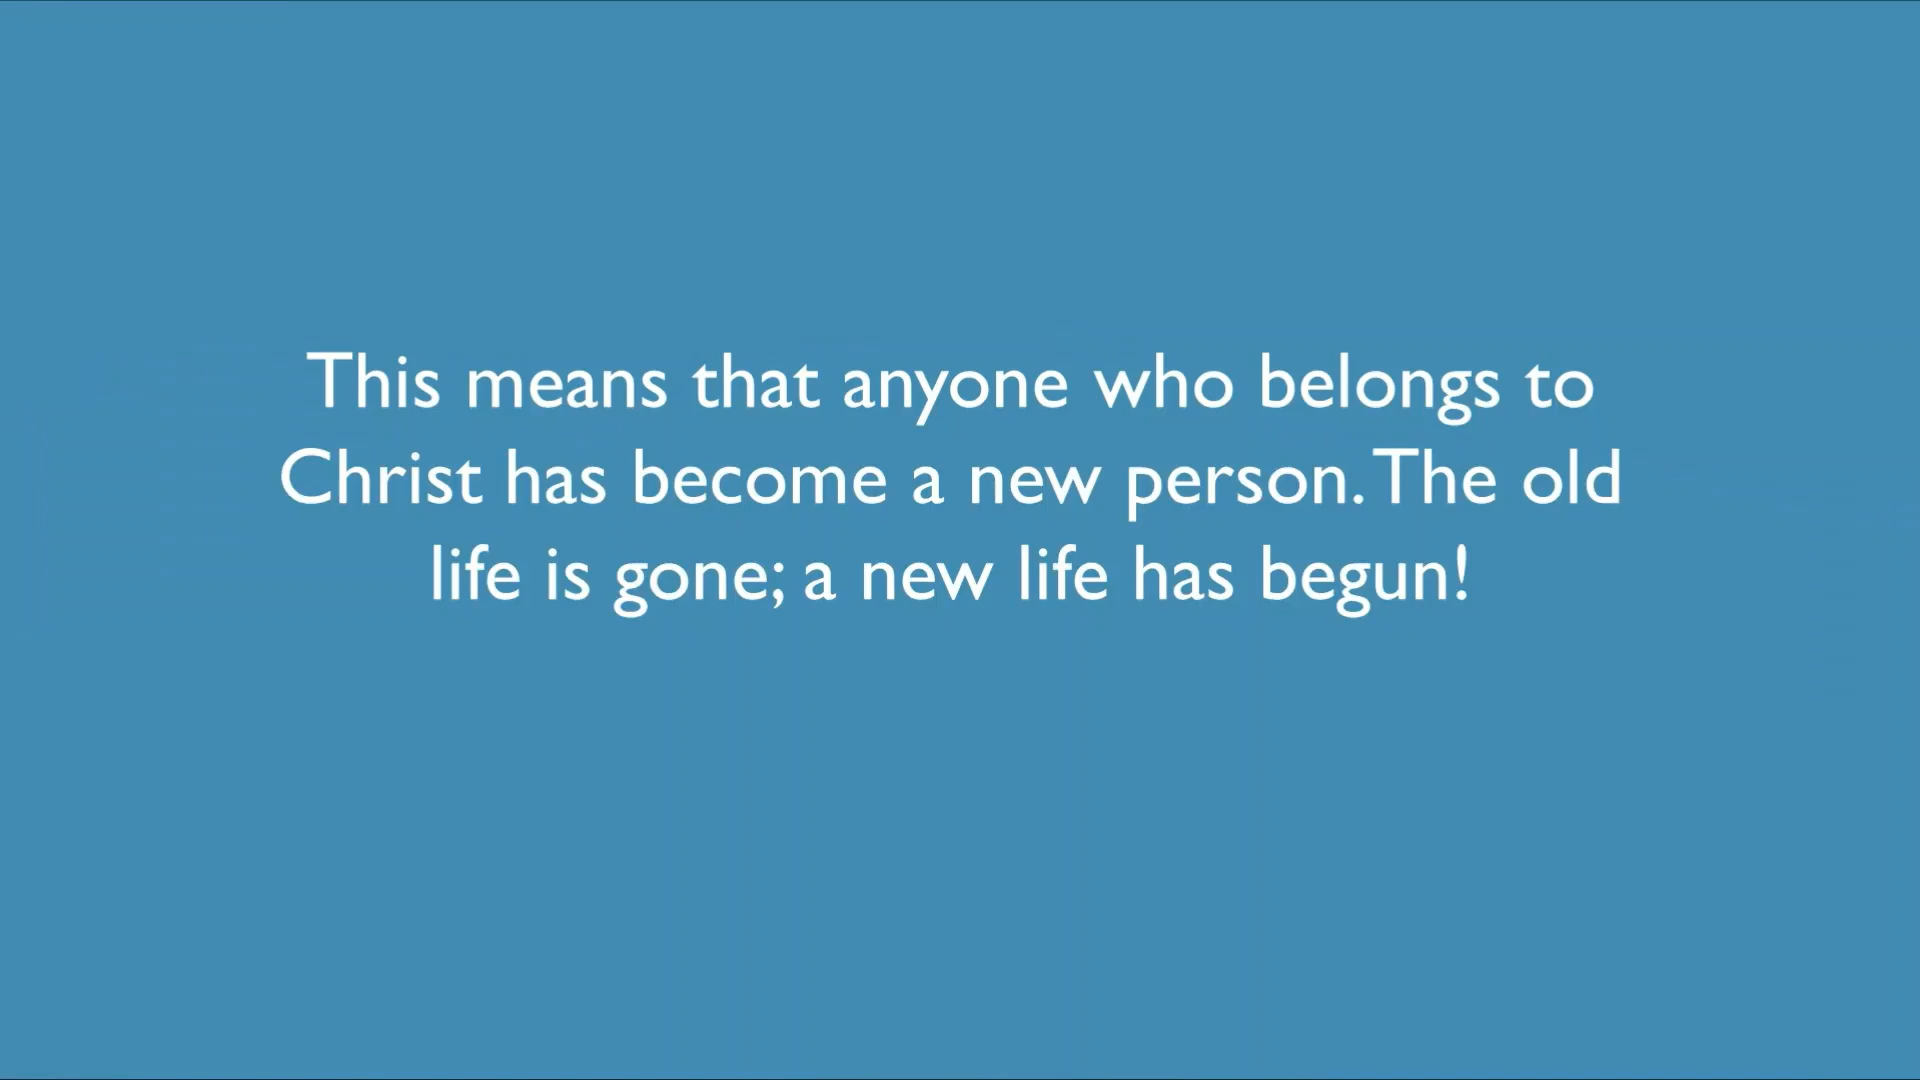 This means that anyone who belongs to
Christ has become a new person. The old
life is gone; a new life has begun!